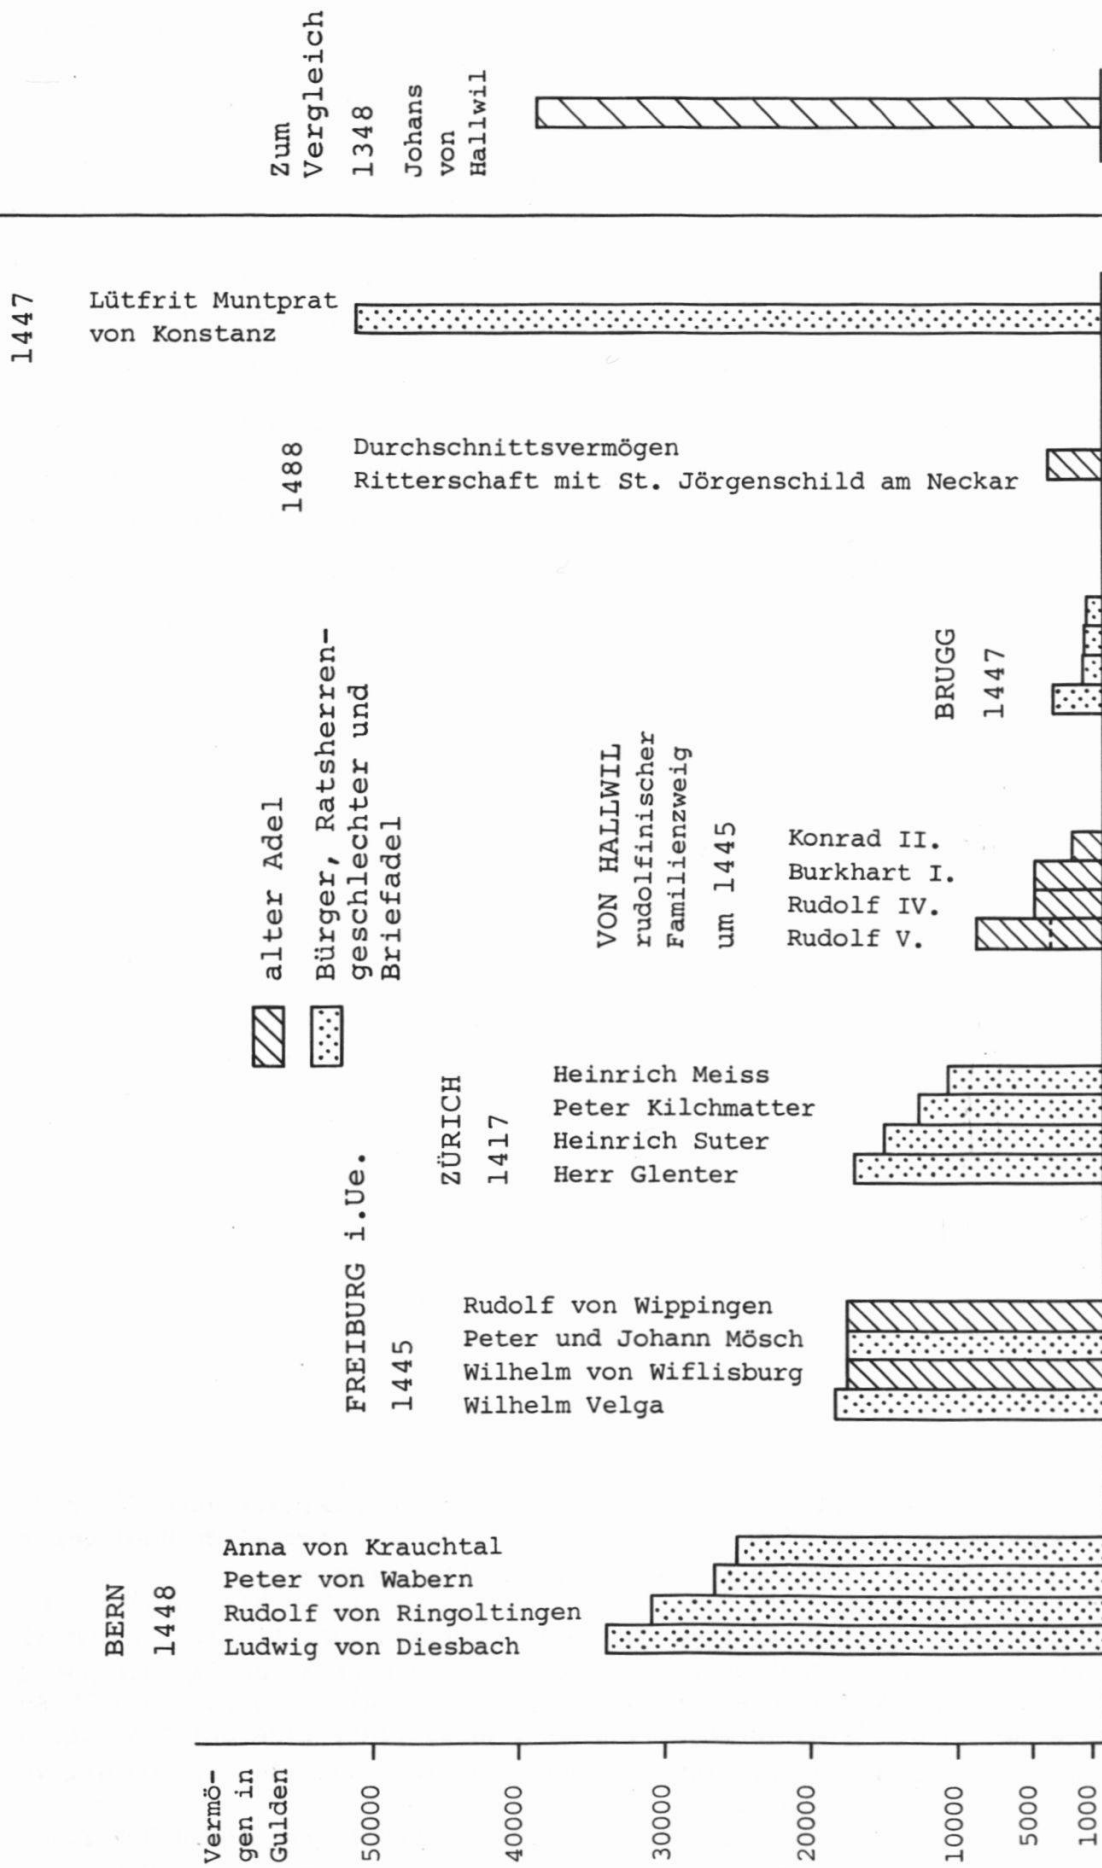 Vermö-
gen in
Gulden
50000
40000
30000
20000
10000
5000
1000
BERN
1448
Anna von Krauchtal
Peter von Wabern
Rudolf von Ringoltingen
Ludwig von Diesbach
FREIBURG i.Ue.
1445
Rudolf von Wippingen
Peter und Johann Mösch
Wilhelm von Wiflisburg
Wilhelm Velga
ZÜRICH
1417
Heinrich Meiss
Peter Kilchmatter
Heinrich Suter
Herr Glenter
alter Adel
Bürger, Ratsherren-
geschlechter und
Briefadel
VON HALLWIL
rudolfinischer
Familienzweig
um 1445
Konrad II.
Burkhart I.
Rudolf IV.
Rudolf V.
BRUGG
1447
1488
Durchschnittsvermögen
Ritterschaft mit St. Jörgenschild am Neckar
1447
Lütfrit Muntprat
von Konstanz
Zum
Vergleich
1348
Johans
von
Hallwil